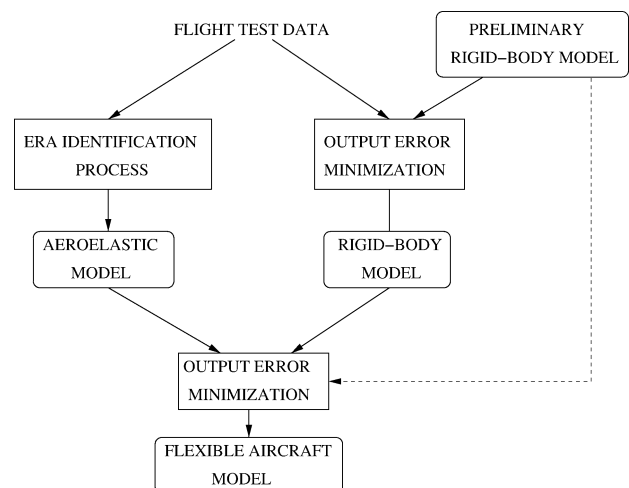 FLIGHT TEST DATA
PRELIMINARY
RIGID−BODY MODEL
ERA IDENTIFICATION
PROCESS
OUTPUT ERROR
MINIMIZATION
AEROELASTIC
MODEL
RIGID−BODY
MODEL
OUTPUT ERROR
MINIMIZATION
FLEXIBLE AIRCRAFT
MODEL